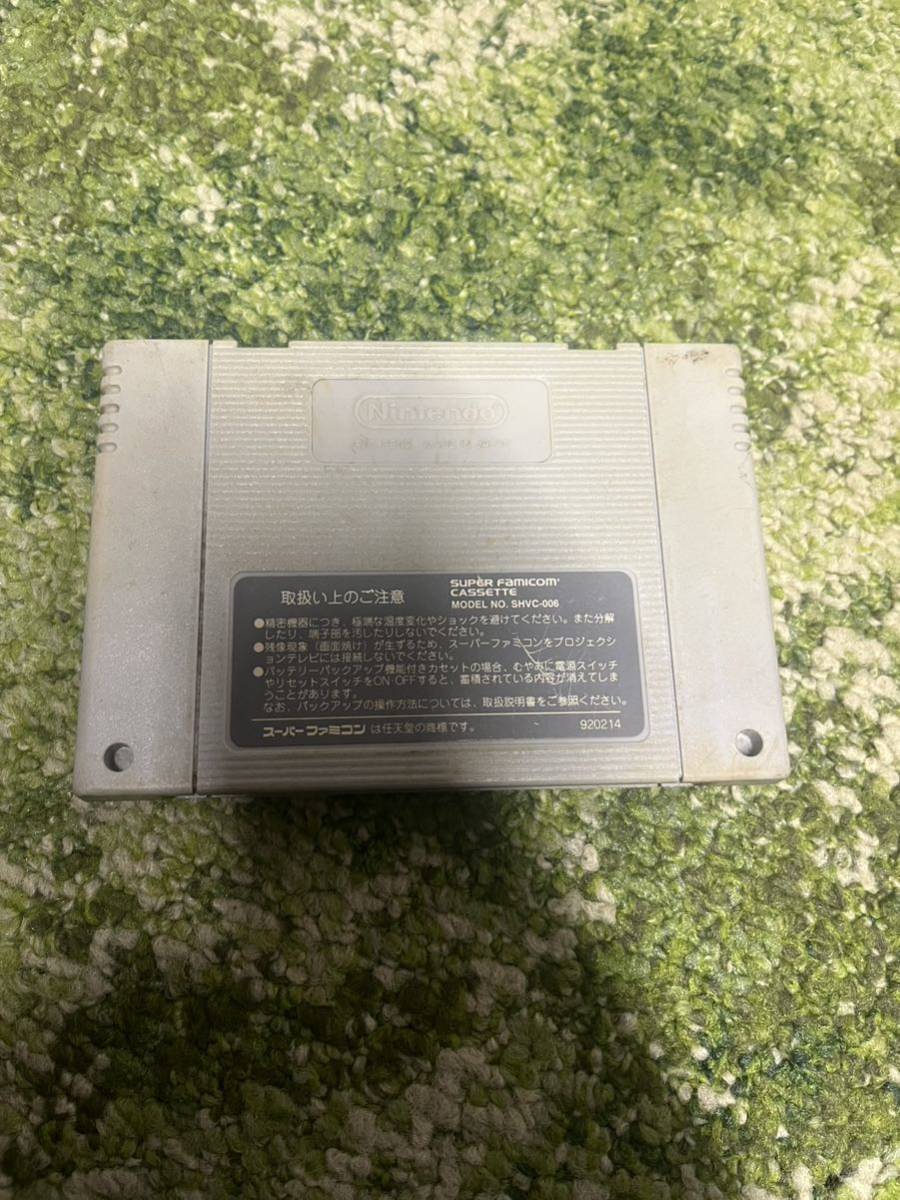 Nintendo
取扱い上のご注意
SUPER FAMICOM
CASSETTE
MODEL NO. SHVC-006
●精密機器につき、極端な温度変化やショックを避けてください。また分解
したり、端子部を汚したりしないでください。
●残像現象(画面焼け)が生ずるため、スーパーファミコンをプロジェクシ
ョンテレビには接続しないでください。
●バッテリーバックアップ機能付きカセットの場合、むやみに電源スイッチ
やリセットスイッチをON・OFFすると、蓄積されている内容が消えてしま
うことがあります。
なお、バックアップの操作方法については、取扱説明書をご参照ください。
スーパーファミコン は任天堂の商標です。
920214